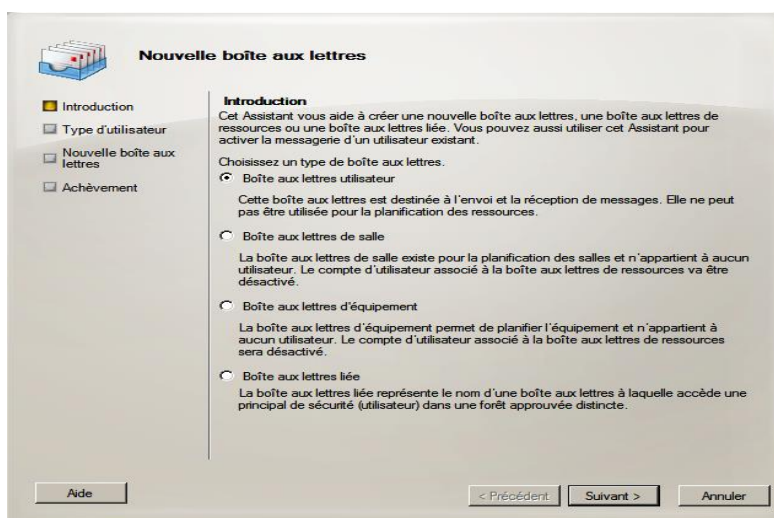 Nouvelle boîte aux lettres
Introduction
Type d'utilisateur
Nouvelle boîte aux
lettres
Achèvement
Introduction
Cet Assistant vous aide à créer une nouvelle boîte aux lettres, une boîte aux lettres de
ressources ou une boîte aux lettres liée. Vous pouvez aussi utiliser cet Assistant pour
activer la messagerie d'un utilisateur existant.
Choisissez un type de boîte aux lettres.
Boîte aux lettres utilisateur
Cette boîte aux lettres est destinée à l'envoi et la réception de messages. Elle ne peut
pas être utilisée pour la planification des ressources.
Boîte aux lettres de salle
La boîte aux lettres de salle existe pour la planification des salles et n'appartient à aucun
utilisateur. Le compte d'utilisateur associé à la boîte aux lettres de ressources va être
désactivé.
Boîte aux lettres d'équipement
La boîte aux lettres d'équipement permet de planifier l'équipement et n'appartient à
aucun utilisateur. Le compte d'utilisateur associé à la boîte aux lettres de ressources
sera désactivé.
Boîte aux lettres liée
La boîte aux lettres liée représente le nom d'une boîte aux lettres à laquelle accède une
principal de sécurité (utilisateur) dans une forêt approuvée distincte.
Aide
< Précédent
Suivant >
Annuler